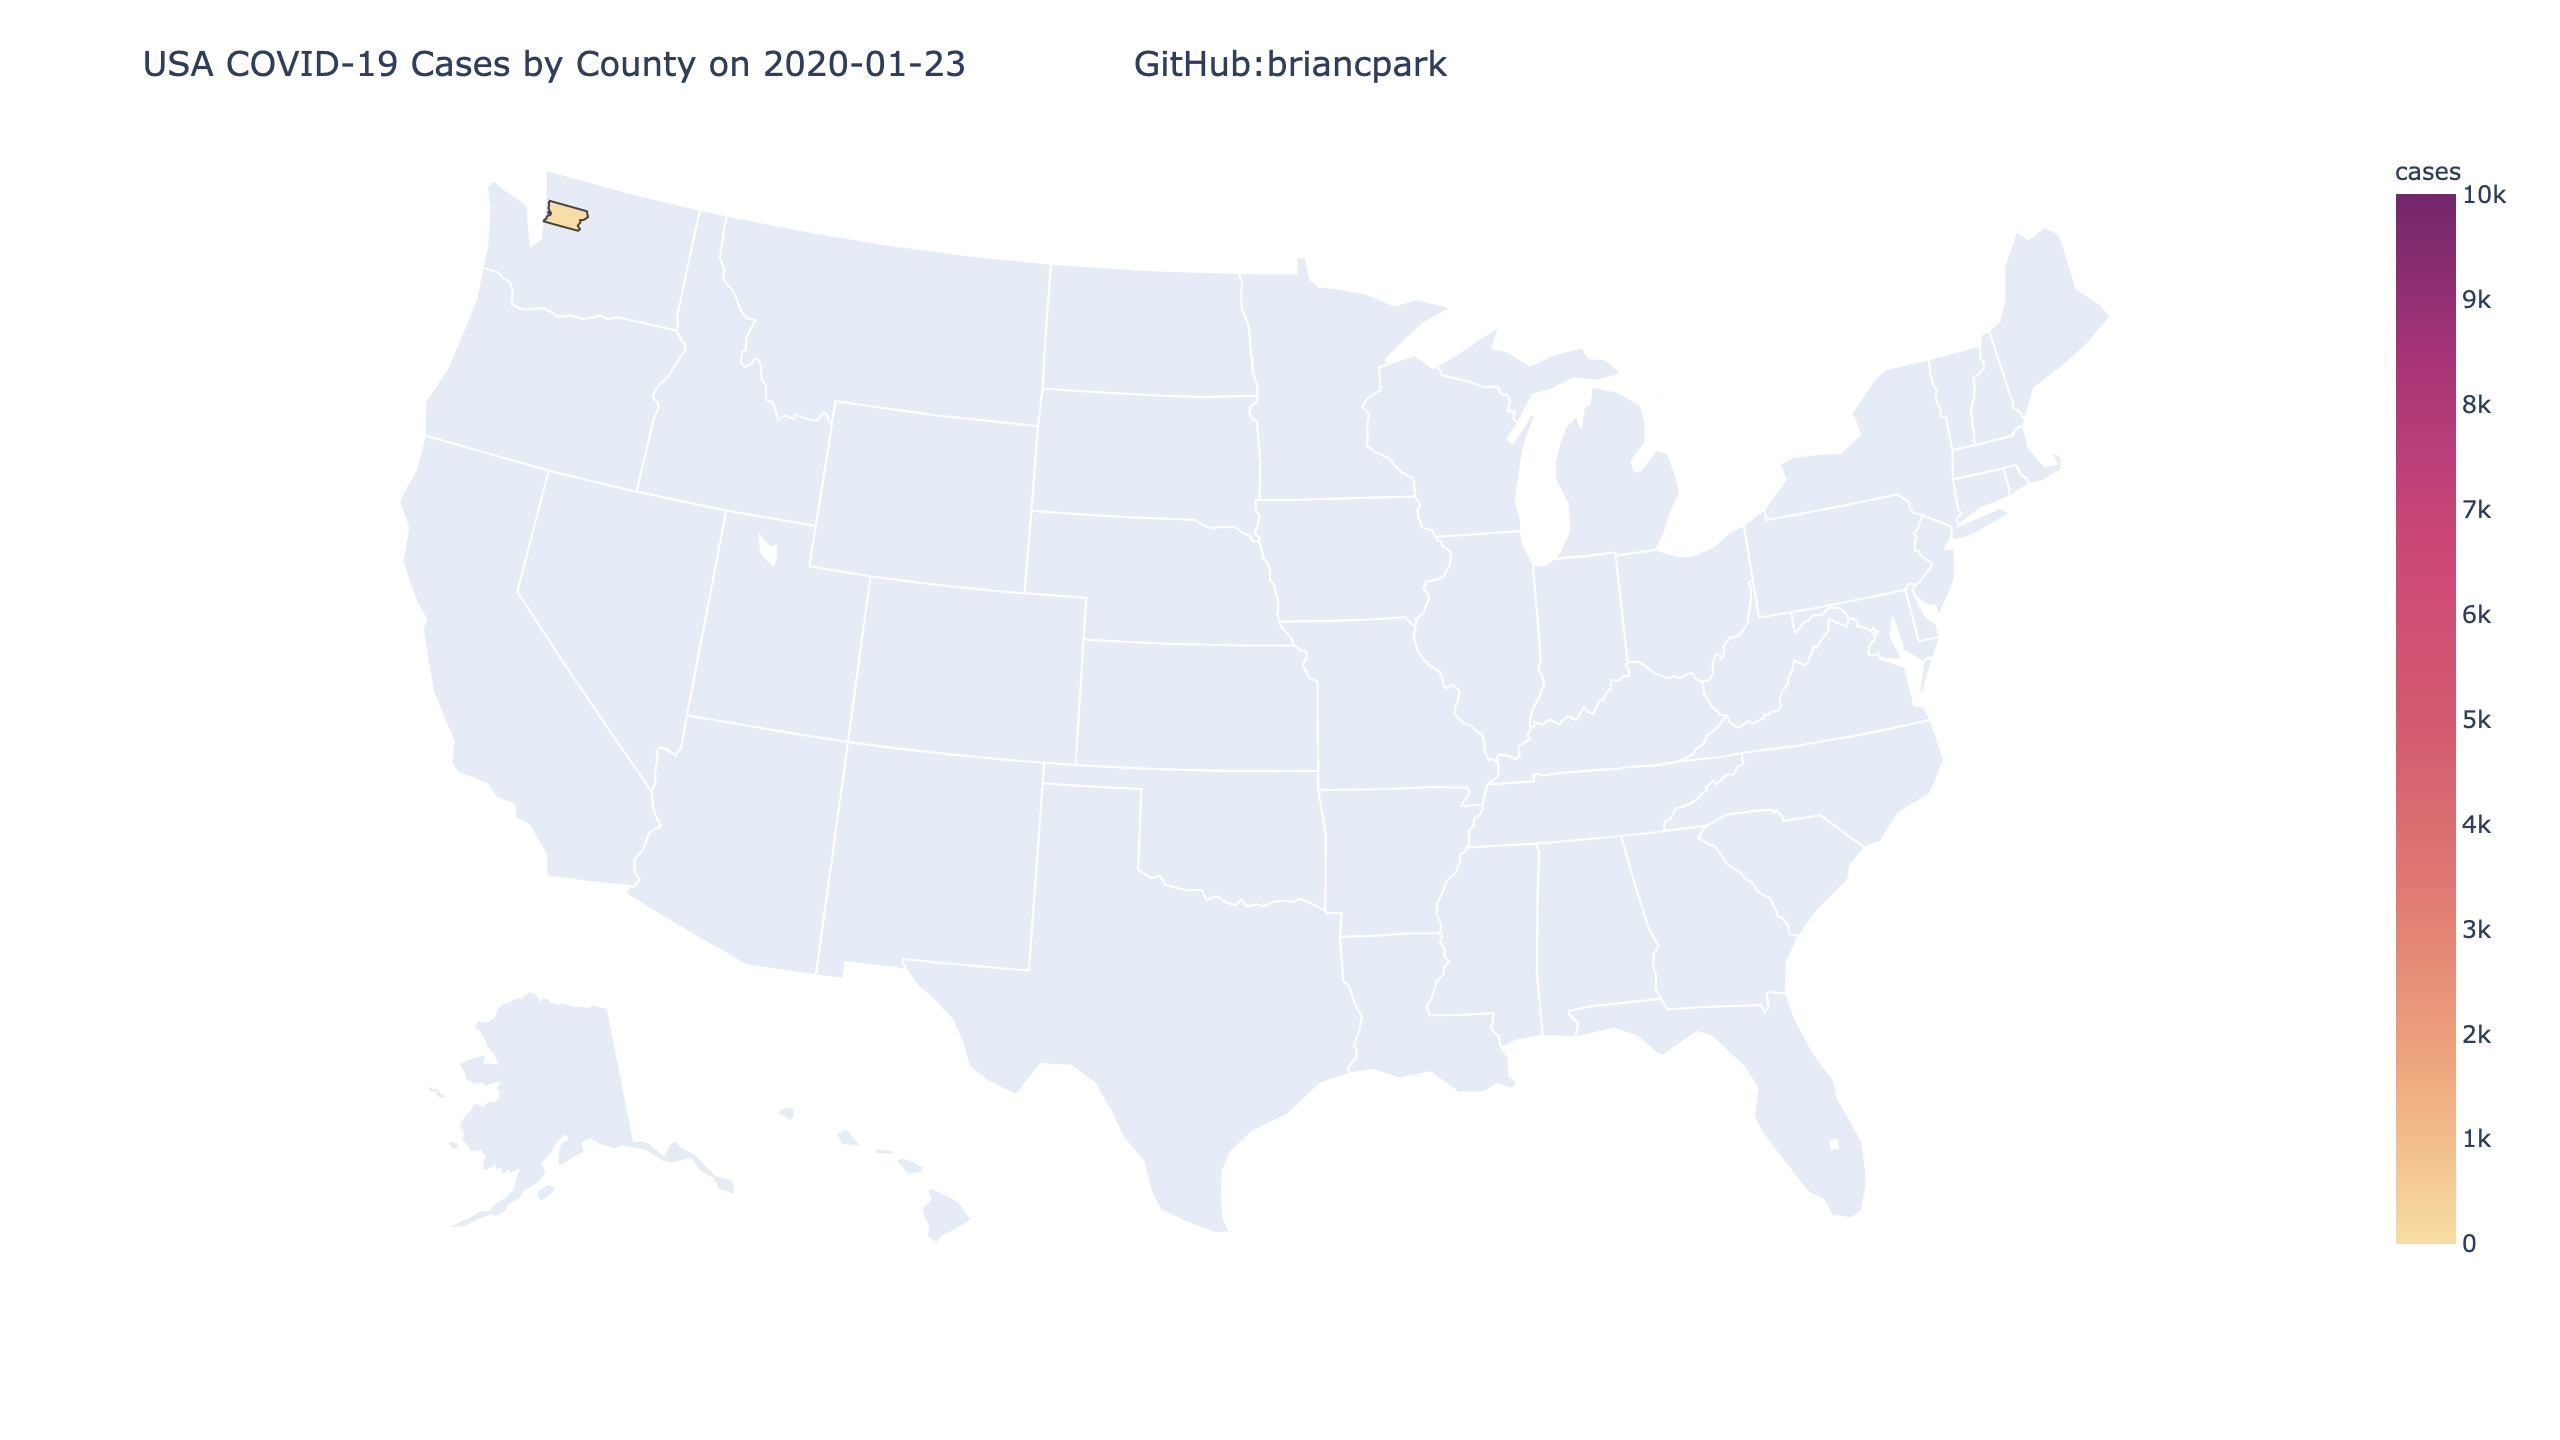 USA COVID-19 Cases by County on 2020-01-23 GitHub:briancpark
cases
10k
9k
8k
7k
6k
5k
4k
3k
2k
1k
0